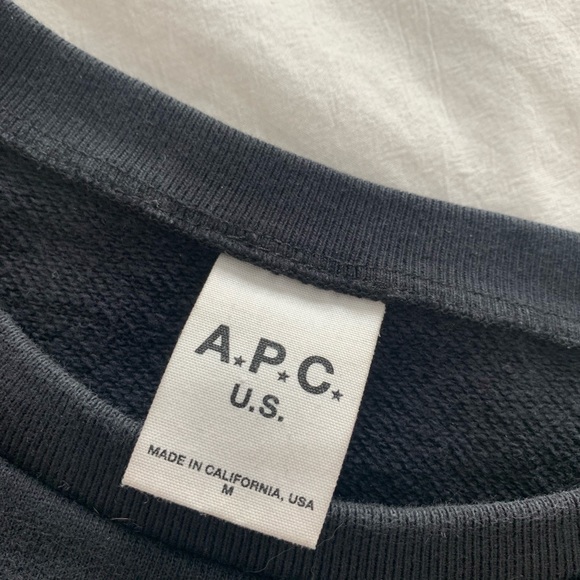 A★P★C★
U.S.
MADE IN CALIFORNIA, USA
M